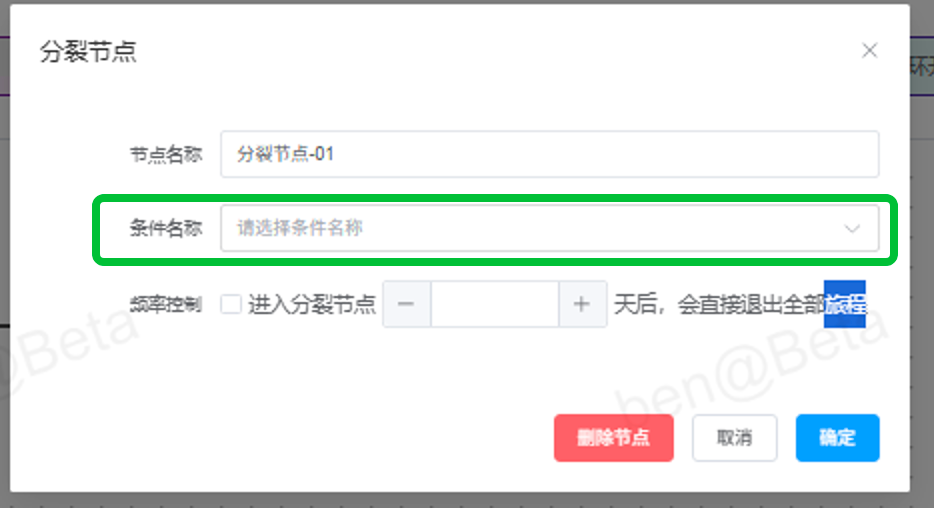 分裂节点
环
节点名称 分裂节点-01
条件名称 请选择条件名称
频率控制 进入分裂节点 - + 天后，会直接退出全部旅程
@Beta
ben@Beta
删除节点 取消 确定